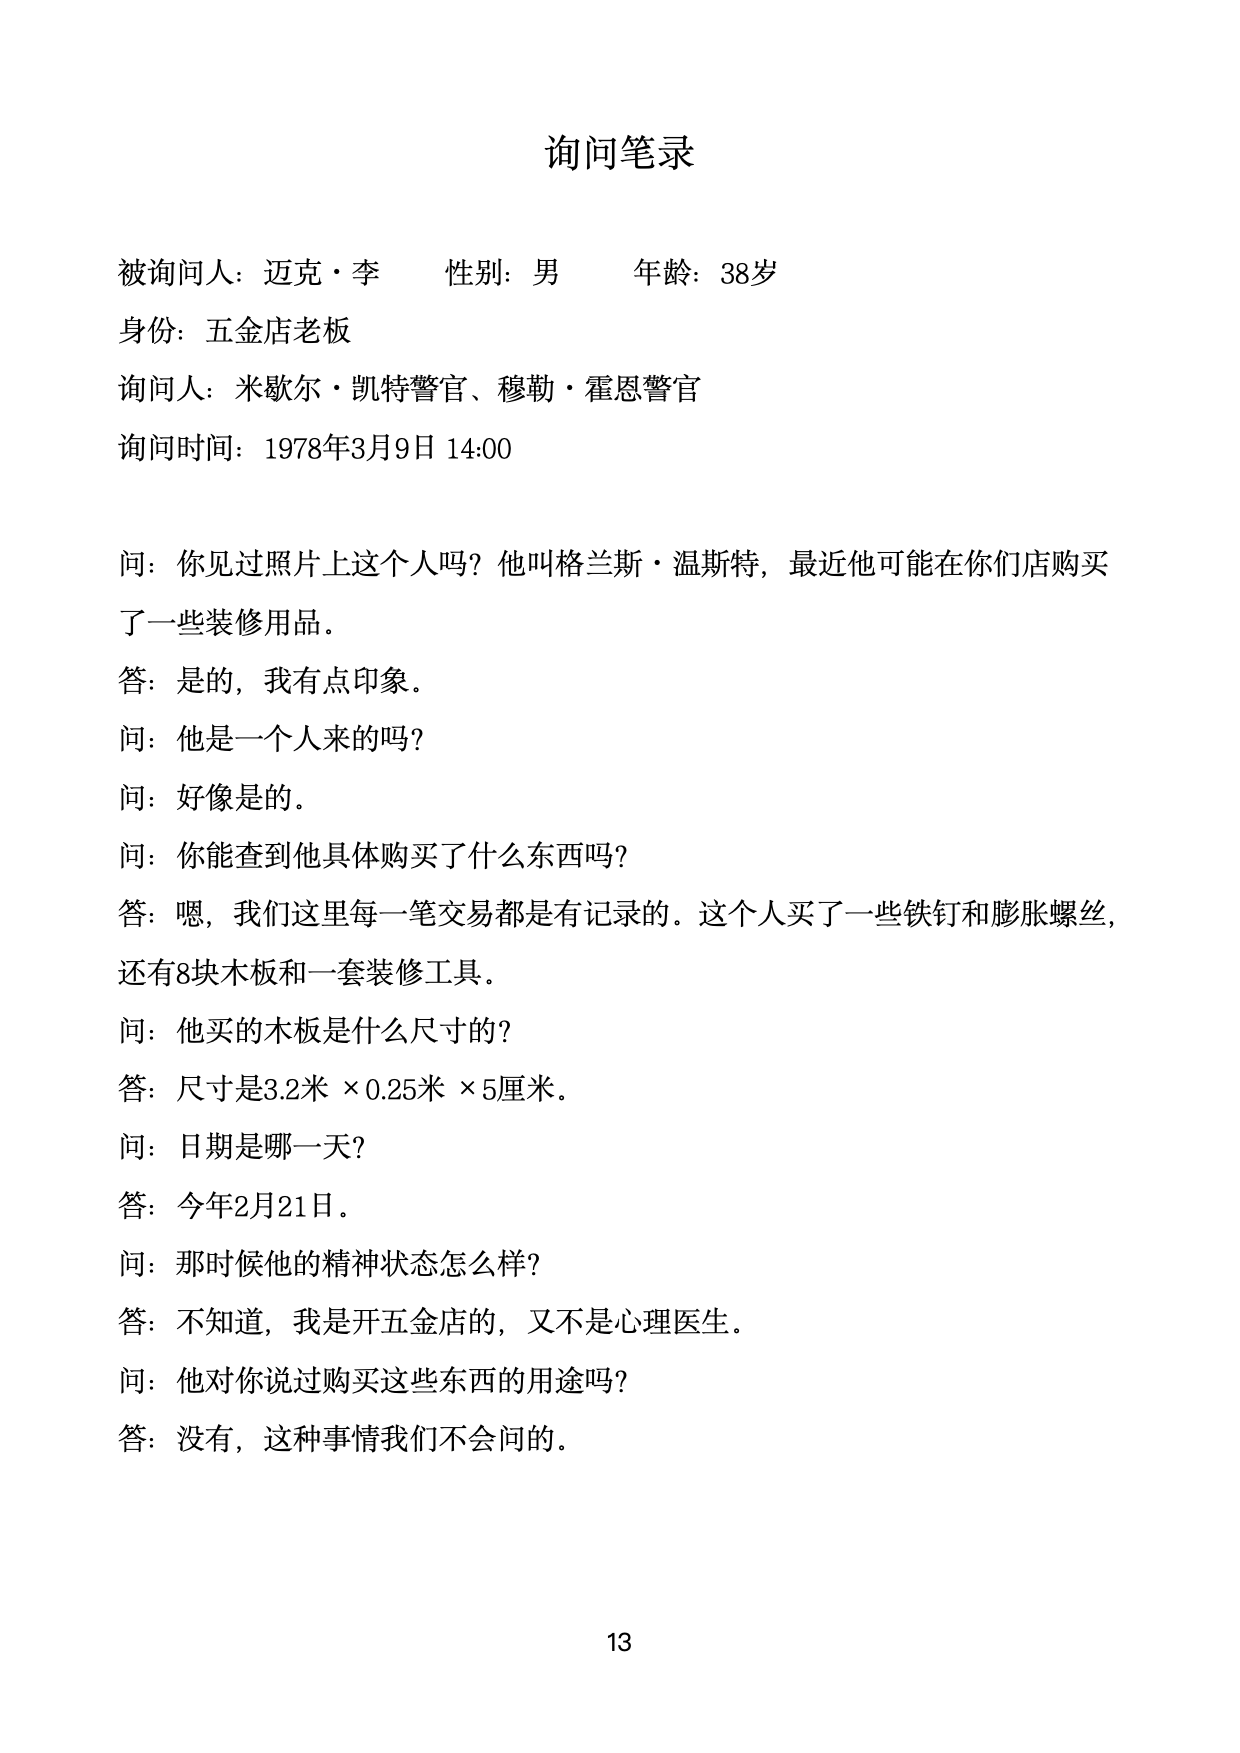 询问笔录
被询问人：迈克·李 性别：男 年龄：38岁
身份：五金店老板
询问人：米歇尔·凯特警官、穆勒·霍恩警官
询问时间：1978年3月9日 14:00
问：你见过照片上这个人吗？他叫格兰斯·温斯特，最近他可能在你们店购买
了一些装修用品。
答：是的，我有点印象。
问：他是一个人来的吗？
问：好像是的。
问：你能查到他具体购买了什么东西吗？
答：嗯，我们这里每一笔交易都是有记录的。这个人买了一些铁钉和膨胀螺丝，
还有8块木板和一套装修工具。
问：他买的木板是什么尺寸的？
答：尺寸是3.2米 ×0.25米 ×5厘米。
问：日期是哪一天？
答：今年2月21日。
问：那时候他的精神状态怎么样？
答：不知道，我是开五金店的，又不是心理医生。
问：他对你说过购买这些东西的用途吗？
答：没有，这种事情我们不会问的。
13